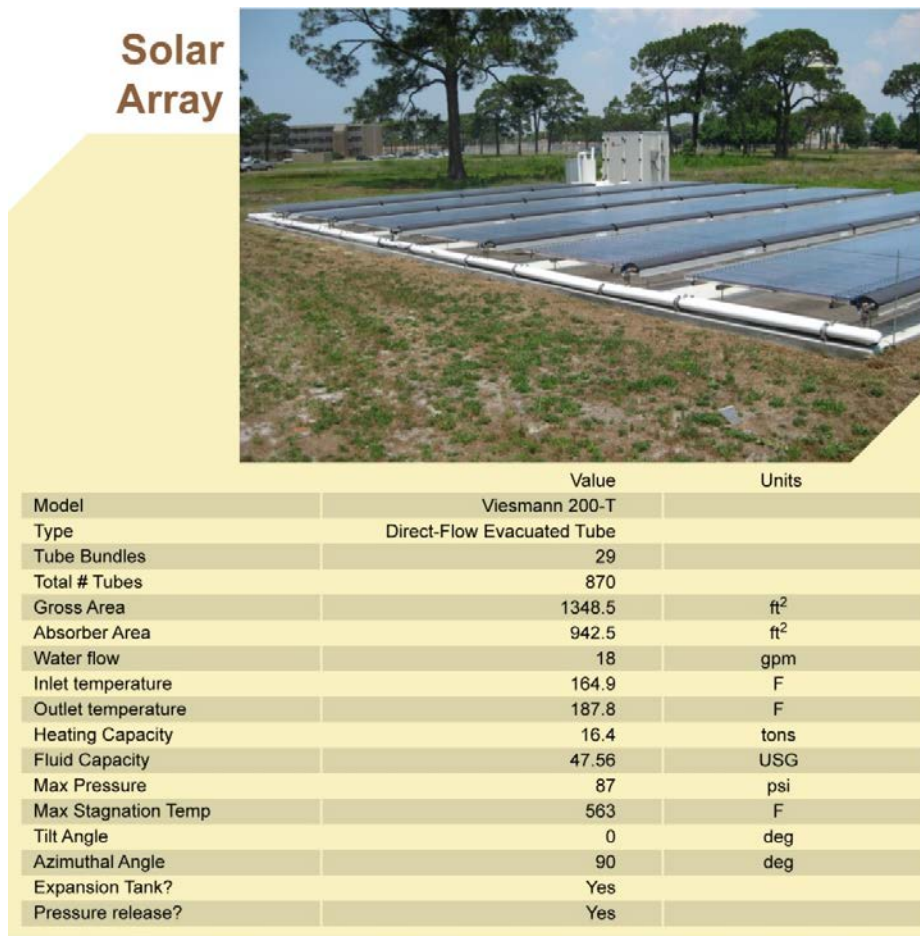 Solar
Array
Value Units
Model Viesmann 200-T
Type Direct-Flow Evacuated Tube
Tube Bundles 29
Total # Tubes 870
Gross Area 1348.5 ft²
Absorber Area 942.5 ft²
Water flow 18 gpm
Inlet temperature 164.9 F
Outlet temperature 187.8 F
Heating Capacity 16.4 tons
Fluid Capacity 47.56 USG
Max Pressure 87 psi
Max Stagnation Temp 563 F
Tilt Angle 0 deg
Azimuthal Angle 90 deg
Expansion Tank? Yes
Pressure release? Yes